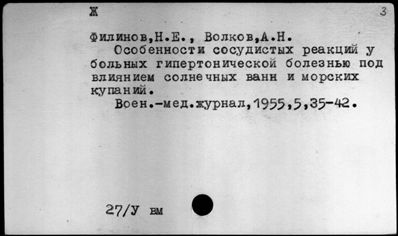 Ж
3
Филинов,Н.Е., Волков,А.Н.
Особенности сосудистых реакций у
больных гипертонической болезнью под
влиянием солнечных ванн и морских
купаний.
Воен.-мед.журнал,1955,5,35-42.
27/У вм